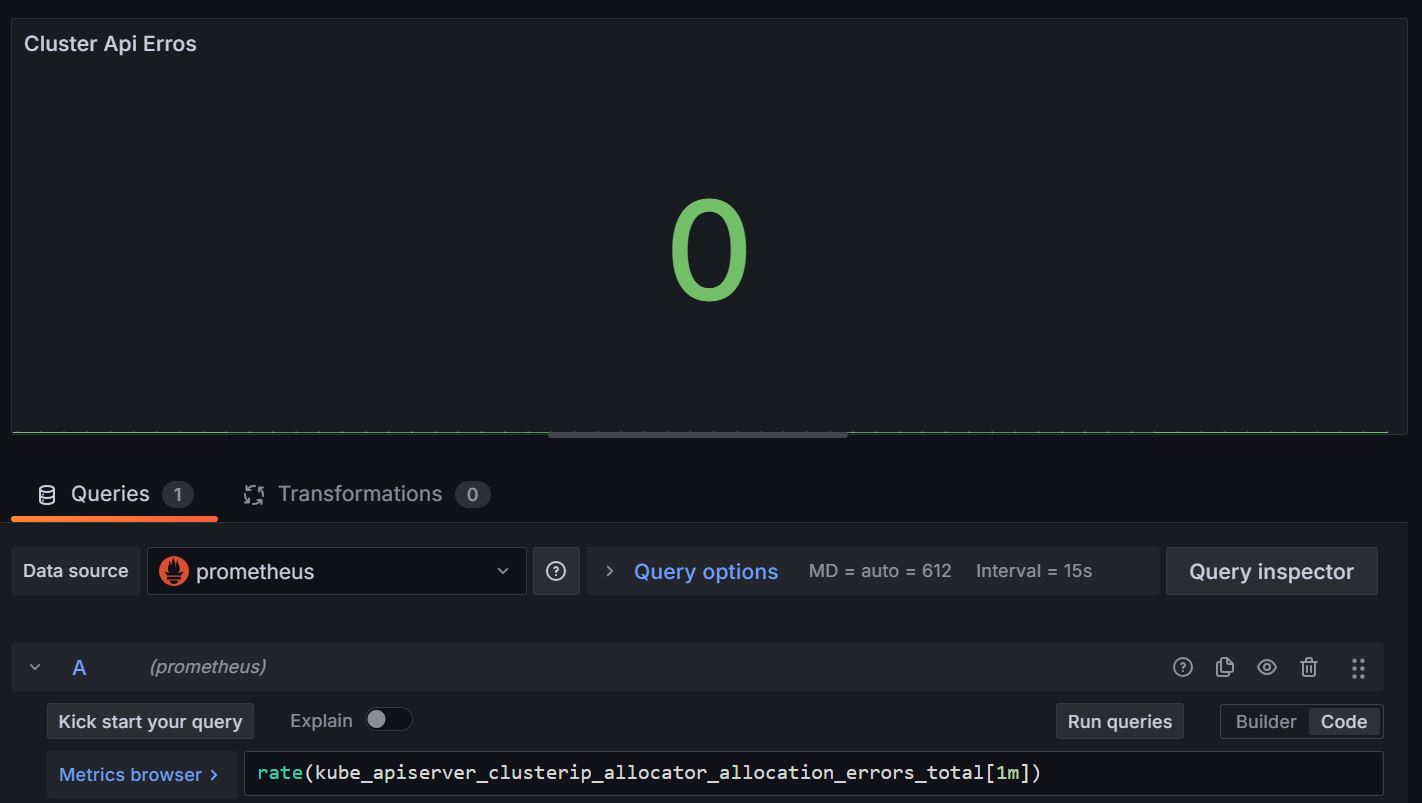 Cluster Api Erros
0
Queries 1 Transformations 0
Data source prometheus Query options MD = auto = 612 Interval = 15s Query inspector
A (prometheus)
Kick start your query Explain Run queries Builder Code
Metrics browser > rate(kube_apiserver_clusterip_allocator_allocation_errors_total[1m])